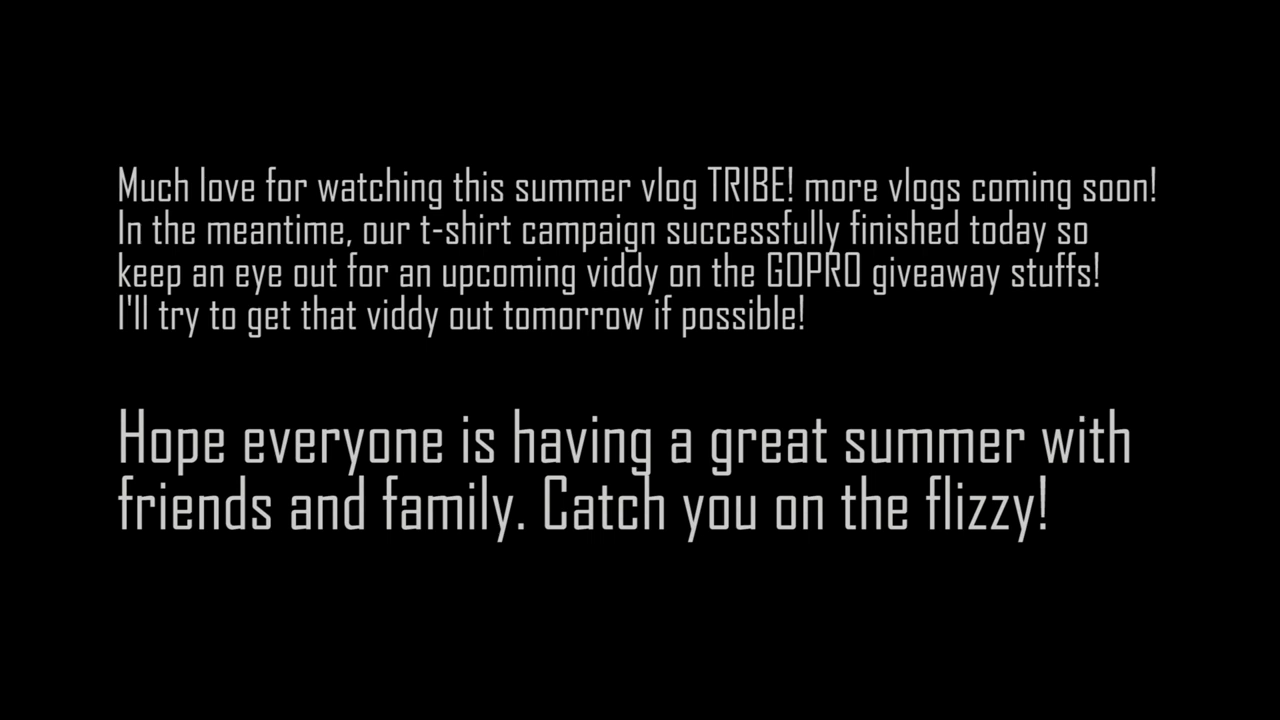 Much love for watching this summer vlog TRIBE! more vlogs coming soon!
In the meantime, our t-shirt campaign successfully finished today so
keep an eye out for an upcoming viddy on the GOPRO giveaway stuffs!
I'll try to get that viddy out tomorrow if possible!
Hope everyone is having a great summer with
friends and family. Catch you on the flizzy!